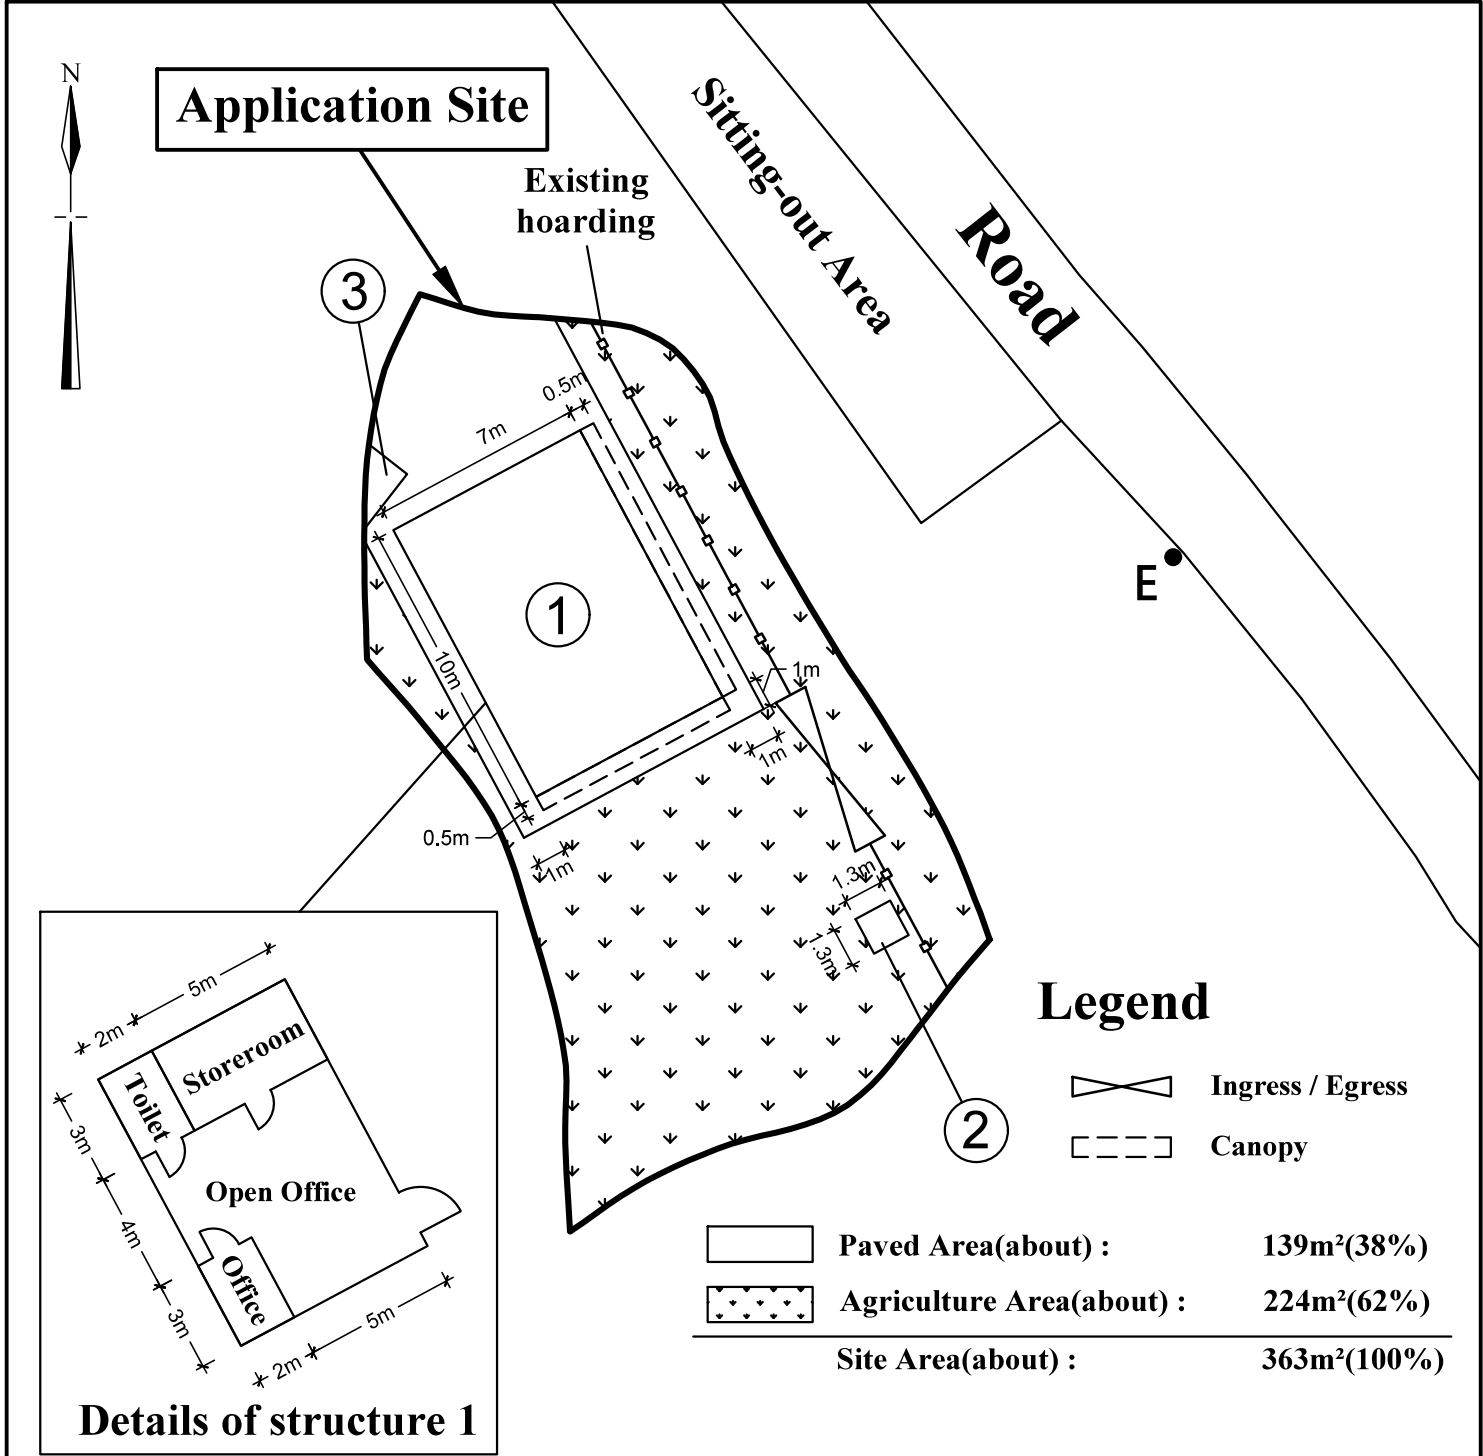 N
Application Site
Existing
hoarding
Sitting-out Area
Road
3
0.5m
7m
1
E
10m
1m
1m
0.5m
1m
1.3m
1.3m
2
Legend
Ingress / Egress
Canopy
Paved Area(about) : 139m²(38%)
Agriculture Area(about) : 224m²(62%)
Site Area(about) : 363m²(100%)
5m
2m
Storeroom
Toilet
3m
Open Office
4m
Office
3m
5m
2m
Details of structure 1